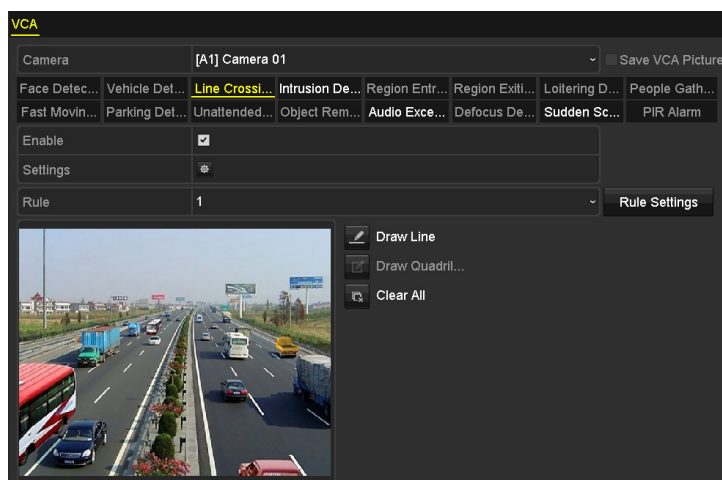 VCA
Camera [A1] Camera 01 Save VCA Picture
Face Detec... Vehicle Det... Line Crossi... Intrusion De... Region Entr... Region Exiti... Loitering D... People Gath...
Fast Movin... Parking Det... Unattended... Object Rem... Audio Exce... Defocus De... Sudden Sc... PIR Alarm
Enable
Settings
Rule 1 Rule Settings
Draw Line
Draw Quadril...
Clear All